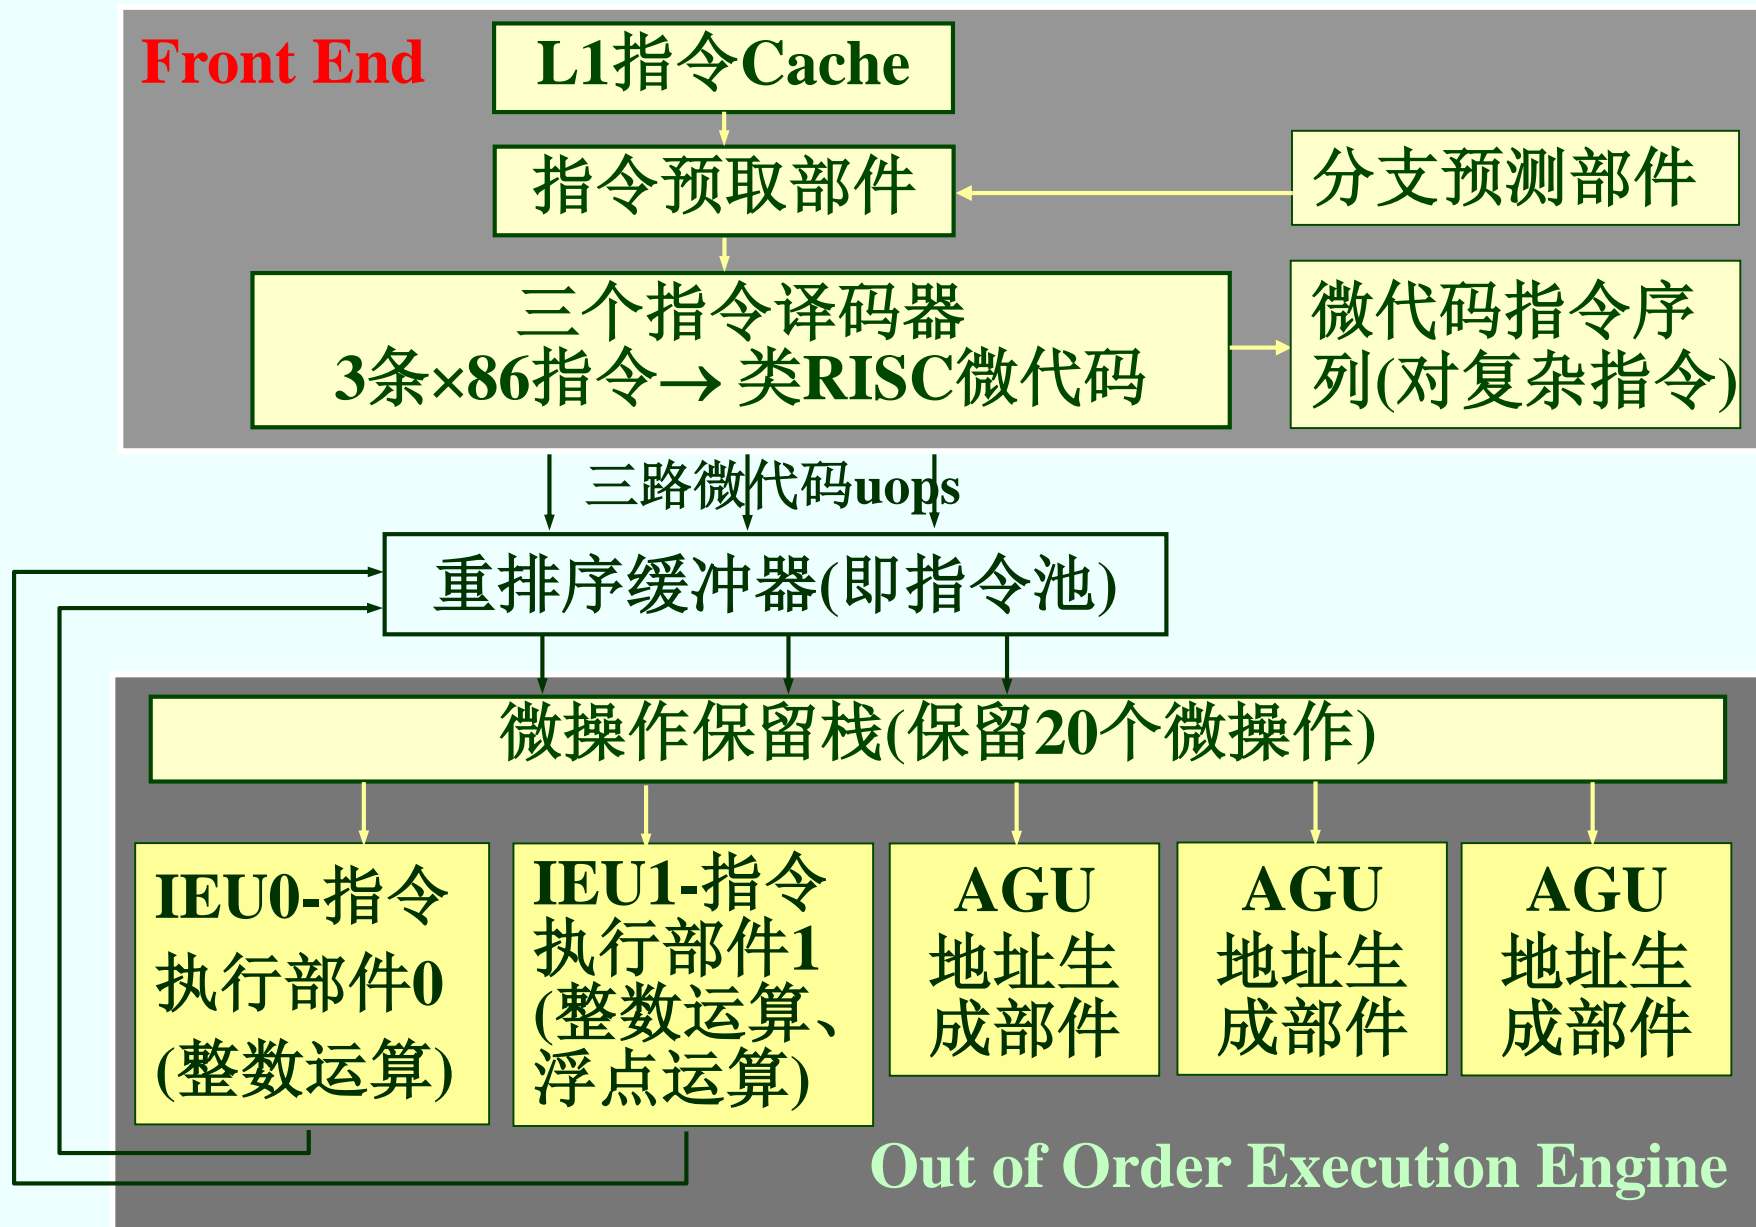 Front End
L1指令Cache
指令预取部件
分支预测部件
三个指令译码器
3条×86指令→ 类RISC微代码
微代码指令序
列(对复杂指令)
三路微代码uops
重排序缓冲器(即指令池)
微操作保留栈(保留20个微操作)
IEU0-指令
执行部件0
(整数运算)
IEU1-指令
执行部件1
(整数运算、
浮点运算)
AGU
地址生
成部件
AGU
地址生
成部件
AGU
地址生
成部件
Out of Order Execution Engine